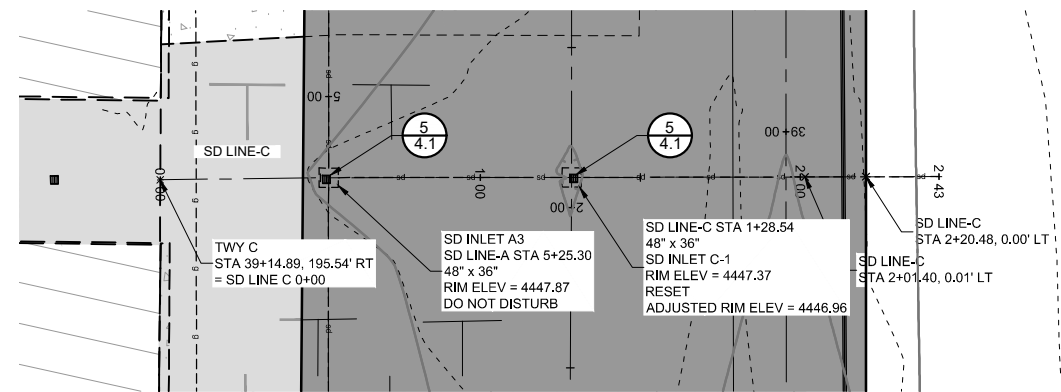 5+00
5
4.1
5
4.1
39+00
SD LINE-C
0+00
1+00
2+00
2+00
2+43
TWY C
STA 39+14.89, 195.54' RT
= SD LINE C 0+00
SD INLET A3
SD LINE-A STA 5+25.30
48" x 36"
RIM ELEV = 4447.87
DO NOT DISTURB
SD LINE-C STA 1+28.54
48" x 36"
SD INLET C-1
RIM ELEV = 4447.37
RESET
ADJUSTED RIM ELEV = 4446.96
SD LINE-C
STA 2+20.48, 0.00' LT
SD LINE-C
STA 2+01.40, 0.01' LT